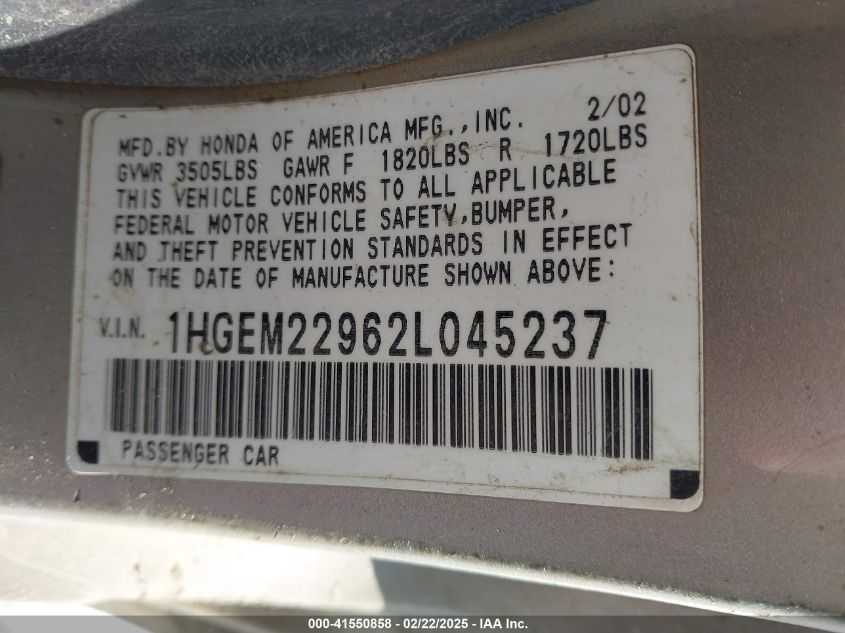 2/02
MFD.BY HONDA OF AMERICA MFG.,INC.
GVWR 3505LBS GAWR F 1820LBS R 1720LBS
THIS VEHICLE CONFORMS TO ALL APPLICABLE
FEDERAL MOTOR VEHICLE SAFETY,BUMPER,
AND THEFT PREVENTION STANDARDS IN EFFECT
ON THE DATE OF MANUFACTURE SHOWN ABOVE:
V.I.N. 1HGEM22962L045237
PASSENGER CAR
000-41550858 - 02/22/2025 - IAA Inc.